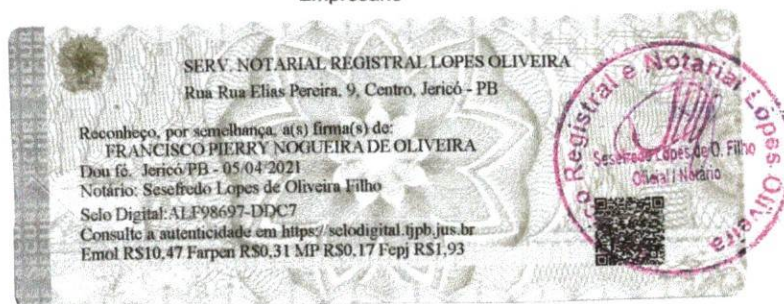 SERV. NOTARIAL REGISTRAL LOPES OLIVEIRA
Rua Rua Elias Pereira, 9, Centro, Jericó - PB
Reconheço, por semelhança, a(s) firma(s) de:
FRANCISCO PIERRY NOGUEIRA DE OLIVEIRA
Dou fé. Jericó/PB - 05/04/2021
Notário: Sesefredo Lopes de Oliveira Filho
Selo Digital: ALF98697-DDC7
Consulte a autenticidade em https://selodigital.tjpb.jus.br
Emol R$10,47 Farpen R$0,31 MP R$0,17 Fepj R$1,93
Registral e Notarial Lopes Oliveira
Sesefredo Lopes de O. Filho
Oficial / Notário